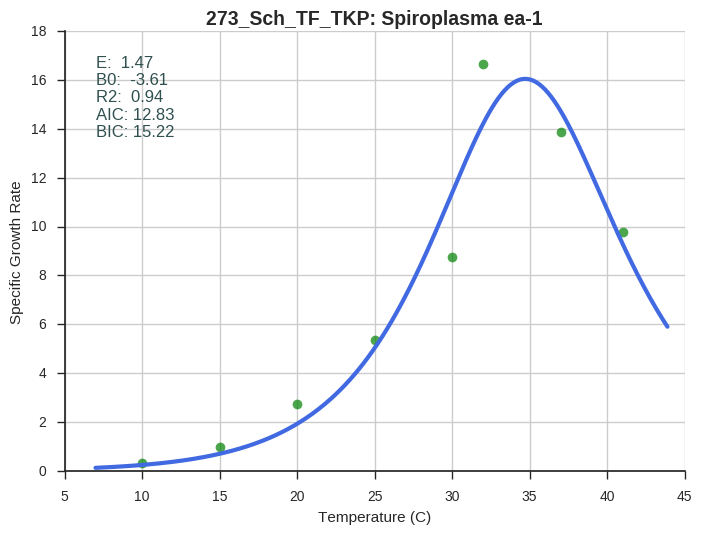 273_Sch_TF_TKP: Spiroplasma ea-1
E:  1.47
B0:  -3.61
R2:  0.94
AIC: 12.83
BIC: 15.22
Specific Growth Rate
18
16
14
12
10
8
6
4
2
0
5 10 15 20 25 30 35 40 45
Temperature (C)